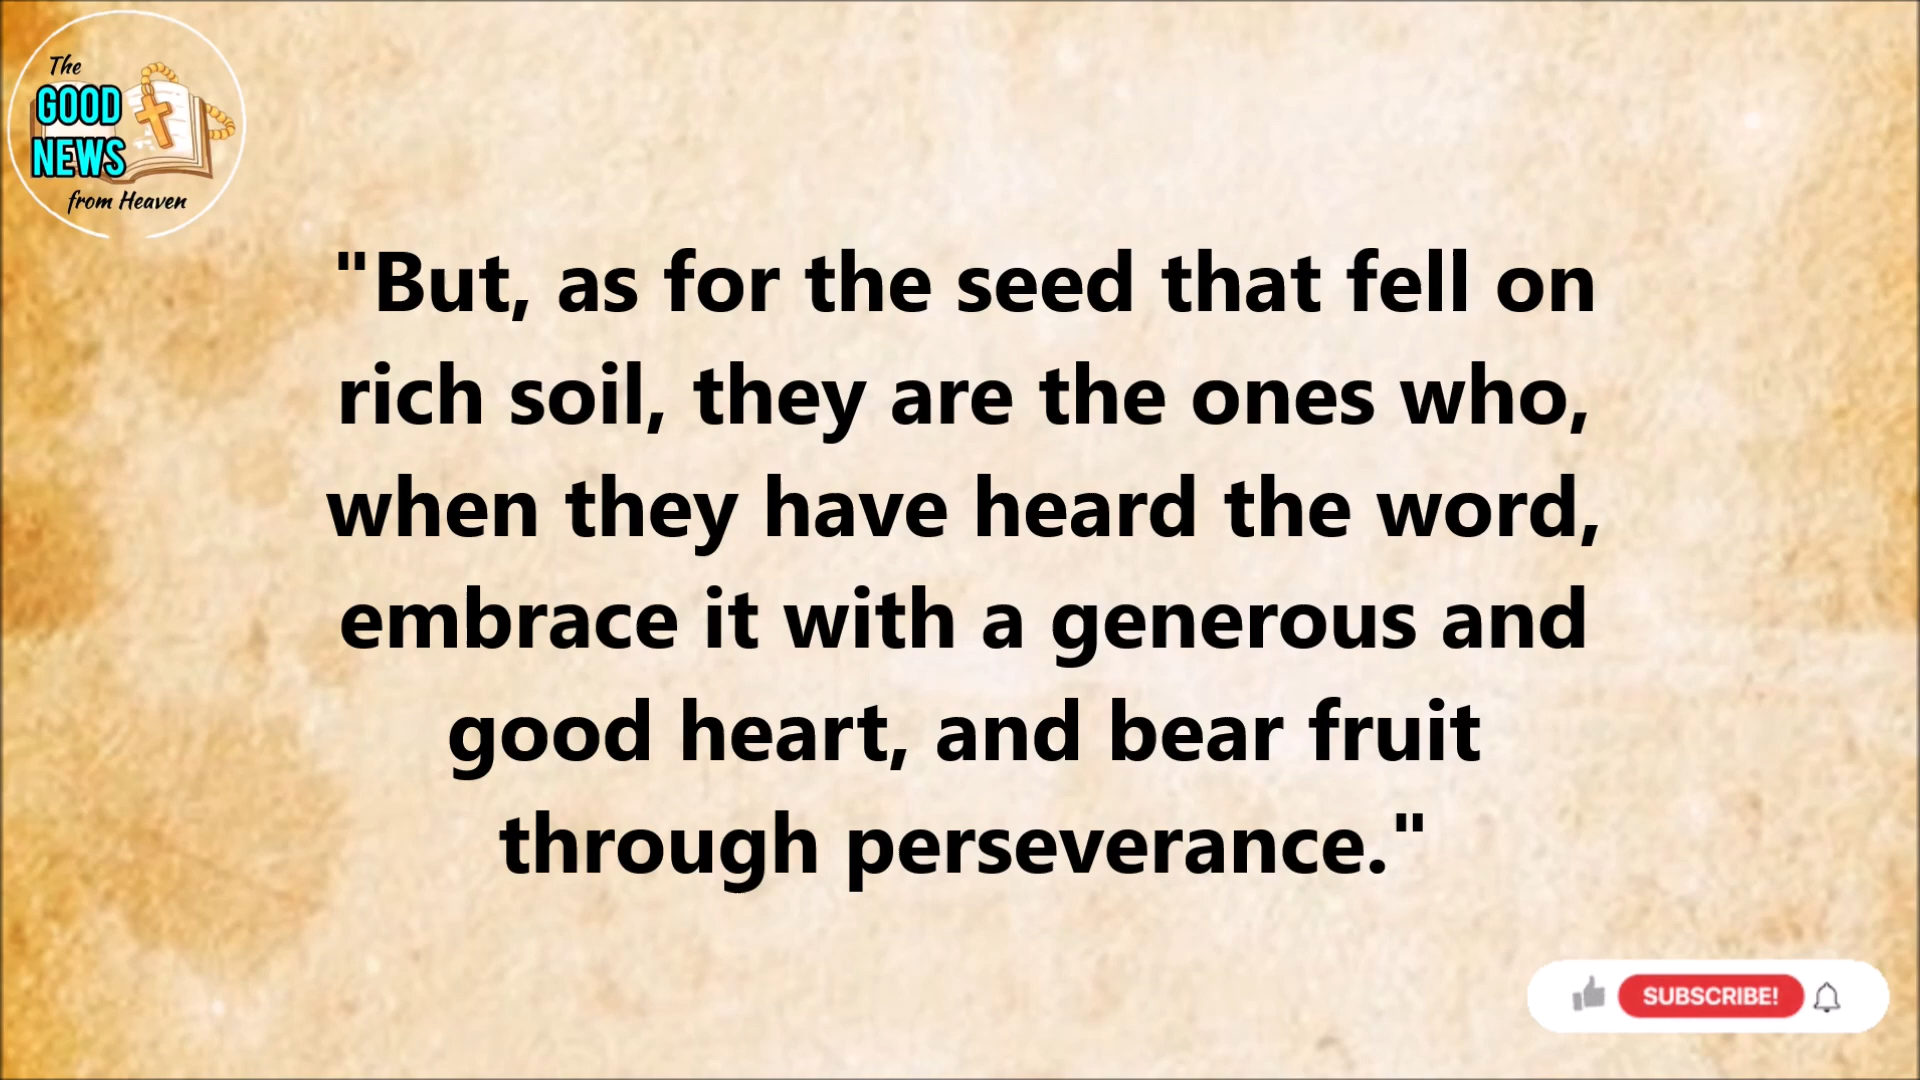 The
GOOD
NEWS
from Heaven
"But, as for the seed that fell on
rich soil, they are the ones who,
when they have heard the word,
embrace it with a generous and
good heart, and bear fruit
through perseverance."
SUBSCRIBE!